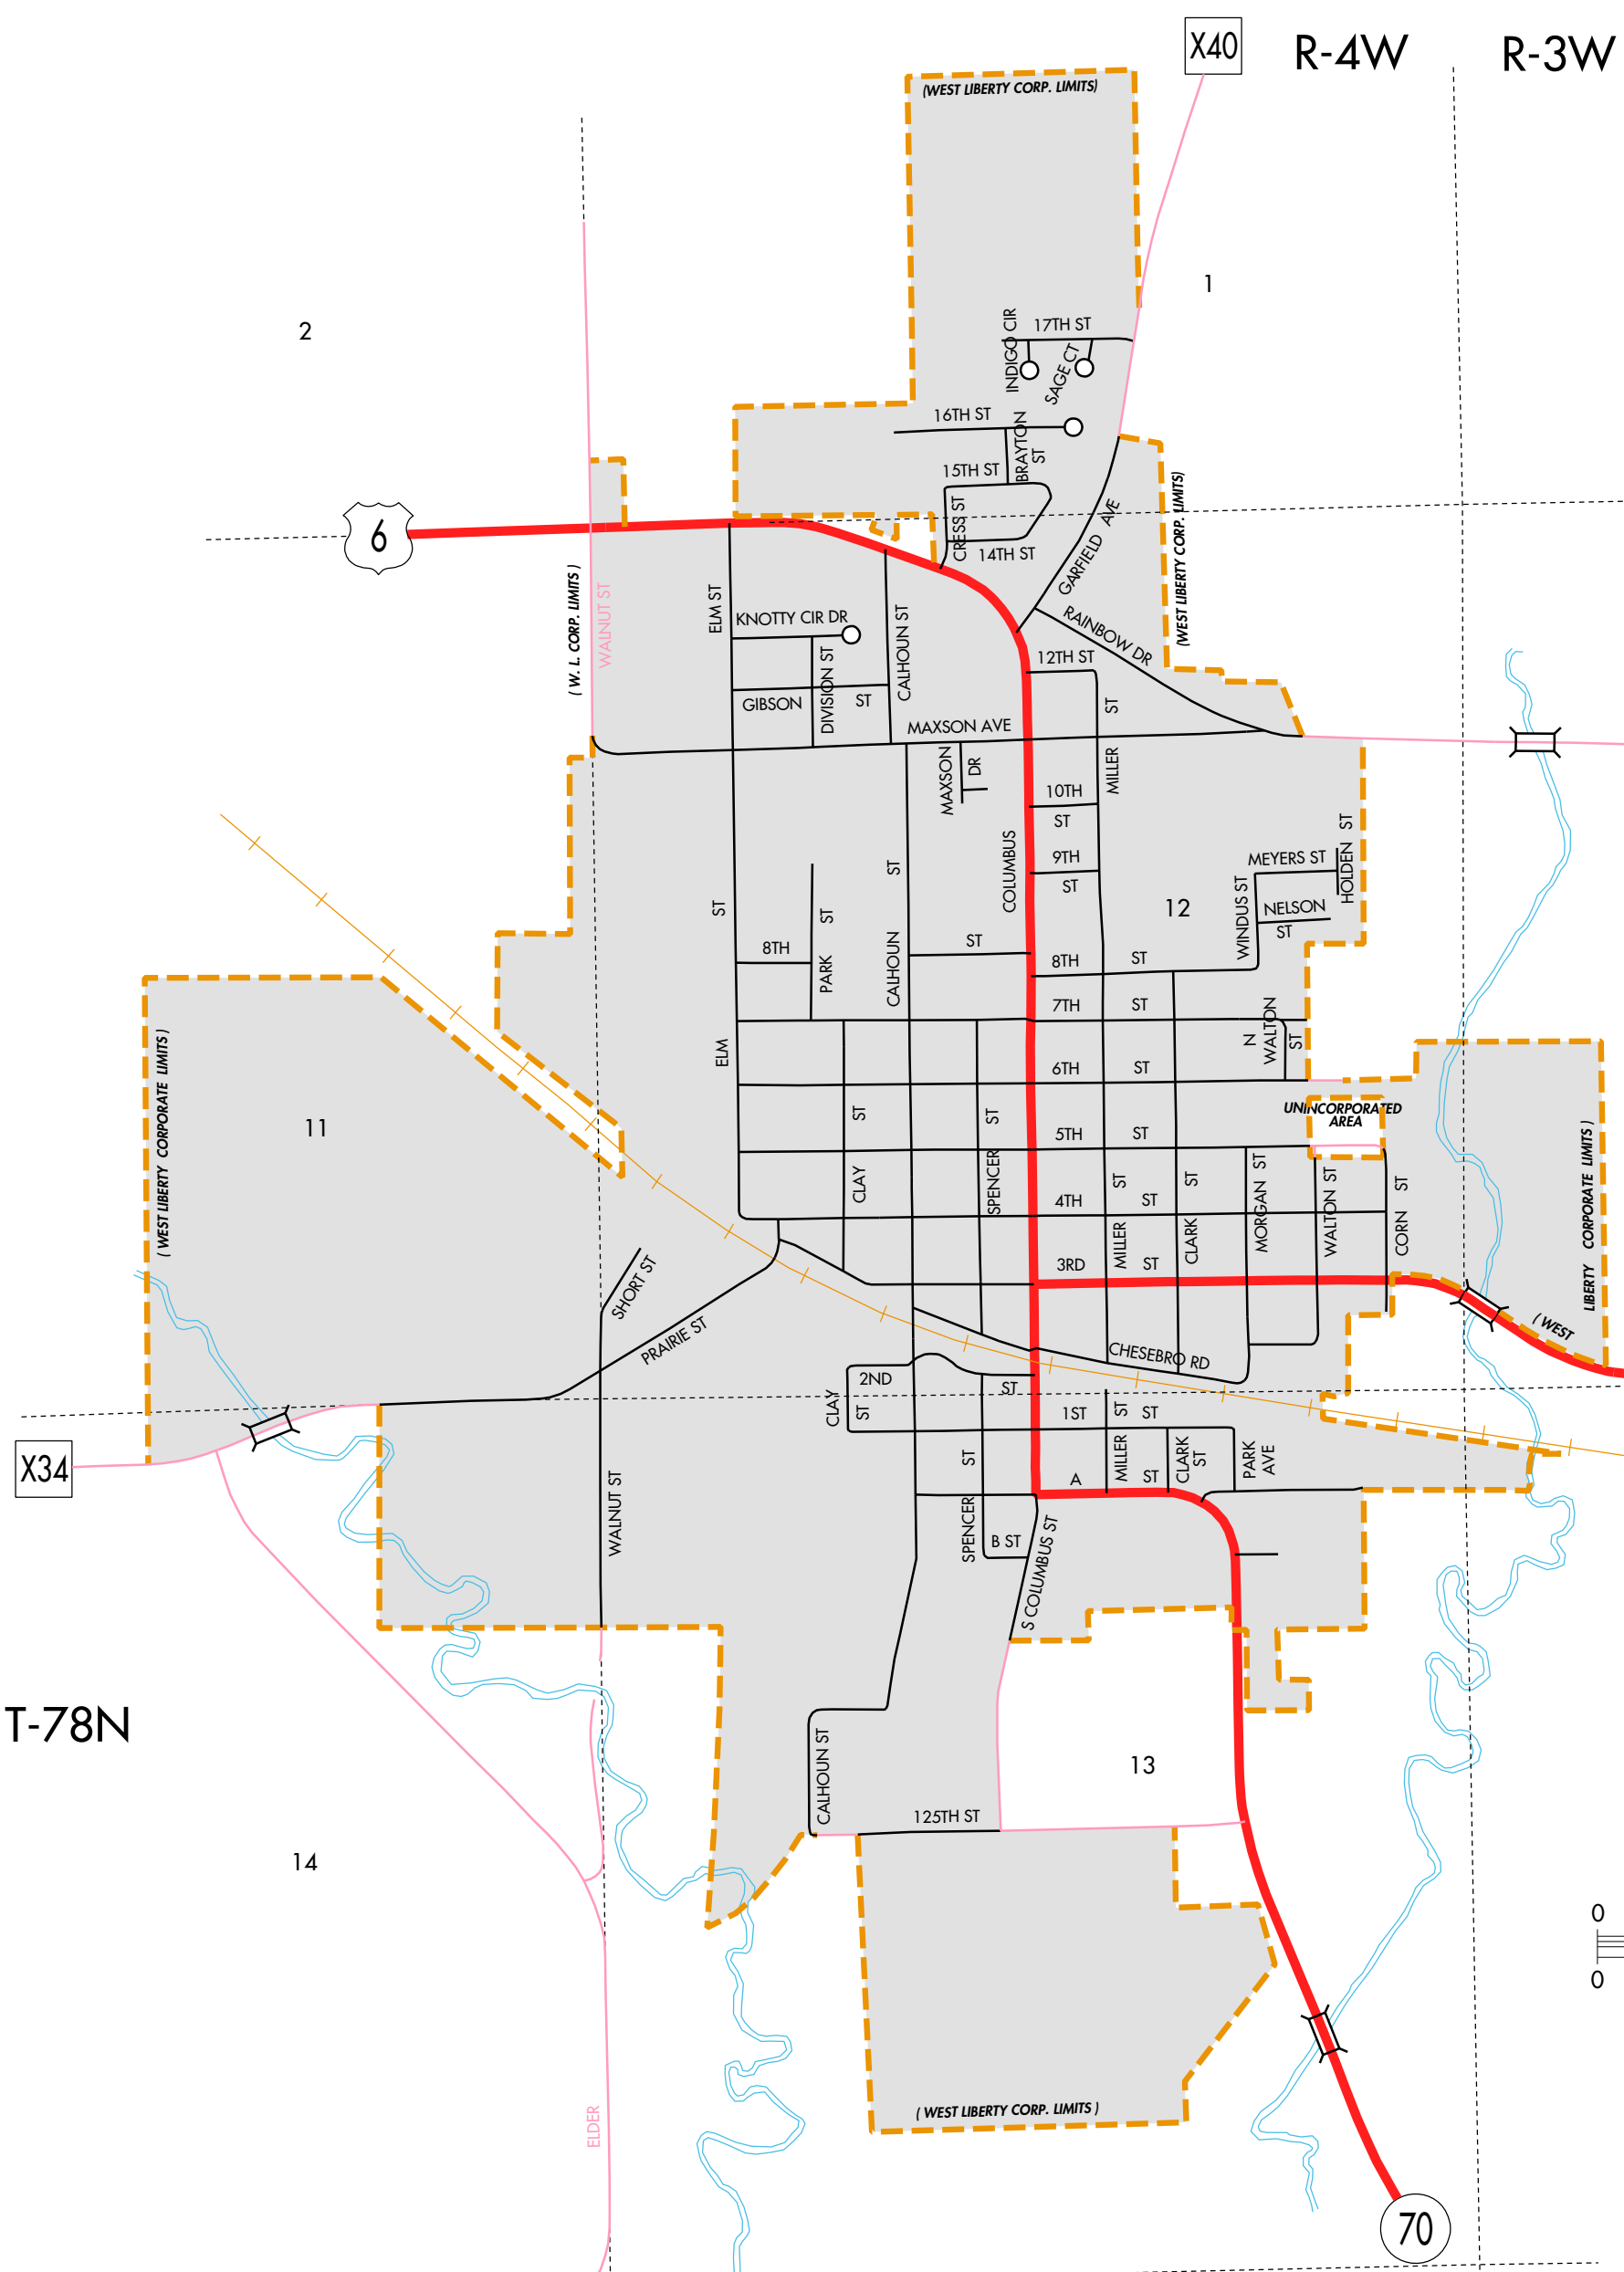 X40
R-4W
R-3W
(WEST LIBERTY CORP. LIMITS)
1
2
17TH ST
INDIGO CIR
SAGE CT
16TH ST
BRAYTON
ST
15TH ST
CRESS ST
14TH ST
GARFIELD AVE
(WEST LIBERTY CORP. LIMITS)
6
(W. L. CORP. LIMITS)
WALNUT ST
ELM ST
KNOTTY CIR DR
CALHOUN ST
DIVISION ST
GIBSON ST
RAINBOW DR
12TH ST
MAXSON AVE
MILLER ST
MAXSON
DR
10TH
ST
COLUMBUS
9TH
ST
MEYERS ST
HOLDEN ST
WINDUS ST
NELSON
ST
12
ELM ST
8TH
PARK ST
CALHOUN ST
ST
8TH ST
7TH ST
N
WALTON
ST
6TH ST
UNINCORPORATED
AREA
5TH ST
(WEST LIBERTY CORPORATE LIMITS)
11
CLAY ST
SPENCER ST
4TH ST
MILLER ST
CLARK ST
MORGAN ST
WALTON ST
CORN ST
3RD ST
(WEST LIBERTY CORPORATE LIMITS)
SHORT ST
PRAIRIE ST
CHESEBRO RD
2ND
ST
CLAY
ST
1ST ST
MILLER ST
CLARK
ST
PARK
AVE
X34
WALNUT ST
SPENCER ST
A ST
B ST
S COLUMBUS ST
T-78N
CALHOUN ST
13
125TH ST
14
0
0
ELDER
(WEST LIBERTY CORP. LIMITS)
70